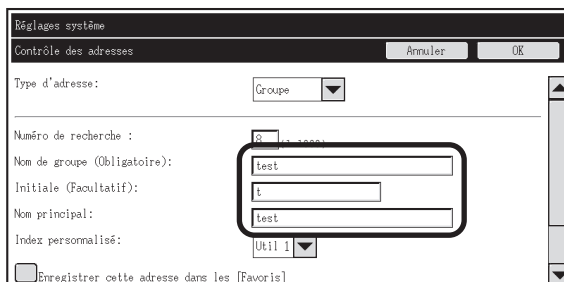 Réglages système
Contrôle des adresses Annuler OK
Type d'adresse: Groupe
Numéro de recherche : 8
Nom de groupe (Obligatoire): test
Initiale (Facultatif): t
Nom principal: test
Index personnalisé: Util 1
Enregistrer cette adresse dans les [Favoris]